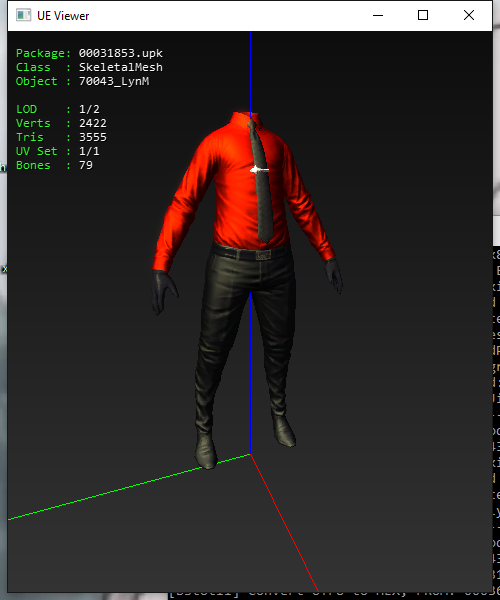 UE Viewer
Package: 00031853.upk
Class : SkeletalMesh
Object : 70043_LynM
LOD : 1/2
Verts : 2422
Tris : 3555
UV Set : 1/1
Bones : 79